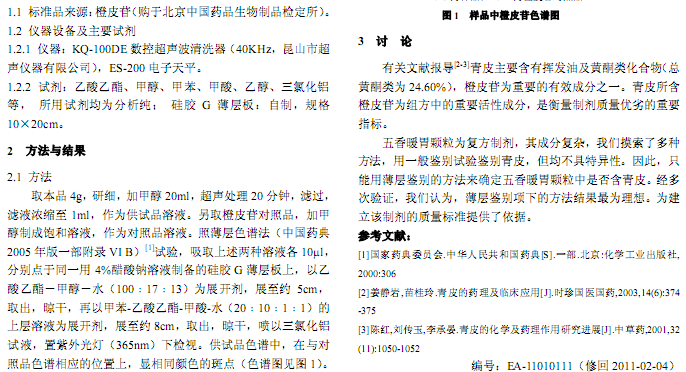 1.1 标准品来源：橙皮苷（购于北京中国药品生物制品检定所）。
1.2 仪器设备及主要试剂
1.2.1 仪器：KQ-100DE 数控超声波清洗器（40KHz，昆山市超
声仪器有限公司），ES-200 电子天平。
1.2.2 试剂：乙酸乙酯、甲醇、甲苯、甲酸、乙醇、三氯化铝
等， 所用试剂均为分析纯； 硅胶 G 薄层板：自制，规格
10×20cm。
2 方法与结果
2.1 方法
取本品 4g，研细，加甲醇 20ml，超声处理 20 分钟，滤过，
滤液浓缩至 1ml，作为供试品溶液。另取橙皮苷对照品，加甲
醇制成饱和溶液，作为对照品溶液。照薄层色谱法（中国药典
2005 年版一部附录 VI B）[1]试验，吸取上述两种溶液各 10μl，
分别点于同一用 4%醋酸钠溶液制备的硅胶 G 薄层板上，以乙
酸乙酯－甲醇－水（100：17：13）为展开剂，展至约 5cm，
取出，晾干，再以甲苯-乙酸乙酯-甲酸-水（20：10：1：1）的
上层溶液为展开剂，展至约 8cm，取出，晾干，喷以三氯化铝
试液，置紫外光灯（365nm）下检视。供试品色谱中，在与对
照品色谱相应的位置上，显相同颜色的斑点（色谱图见图 1）。
图 1 样品中橙皮苷色谱图
3 讨 论
有关文献报导[2-3]青皮主要含有挥发油及黄酮类化合物（总
黄酮类为 24.60%），橙皮苷为重要的有效成分之一。青皮所含
橙皮苷为组方中的重要活性成分，是衡量制剂质量优劣的重要
指标。
五香暖胃颗粒为复方制剂，其成分复杂，我们摸索了多种
方法，用一般鉴别试验鉴别青皮，但均不具特异性。因此，只
能用薄层鉴别的方法来确定五香暖胃颗粒中是否含青皮。经多
次验证，我们认为，薄层鉴别项下的方法结果最为理想。为建
立该制剂的质量标准提供了依据。
参考文献：
[1]国家药典委员会.中华人民共和国药典[S].一部.北京:化学工业出版社,
2000:306
[2]姜静岩,苗桂玲.青皮的药理及临床应用[J].时珍国医国药,2003,14(6):374
-375
[3]陈红,刘传玉,李承晏.青皮的化学及药理作用研究进展[J].中草药,2001,32
(11):1050-1052
编号：EA-11010111（修回 2011-02-04）